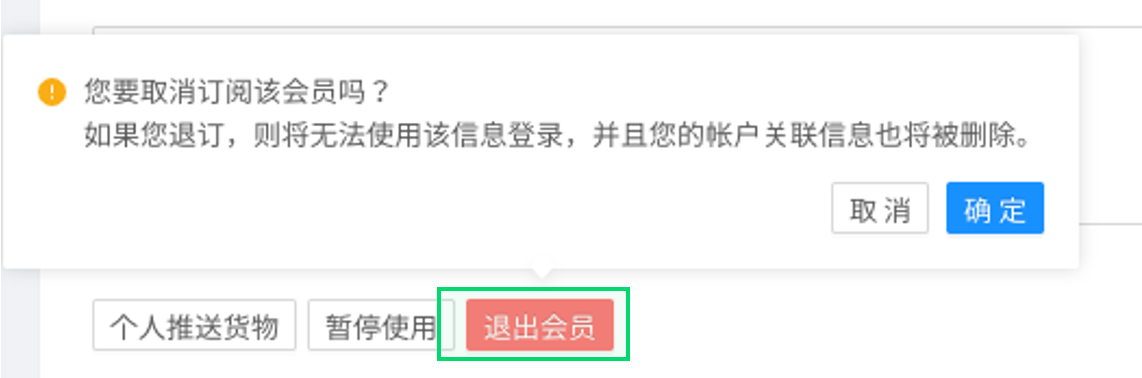 您要取消订阅该会员吗？
如果您退订，则将无法使用该信息登录，并且您的帐户关联信息也将被删除。
取 消 确 定
个人推送货物 暂停使用 退出会员